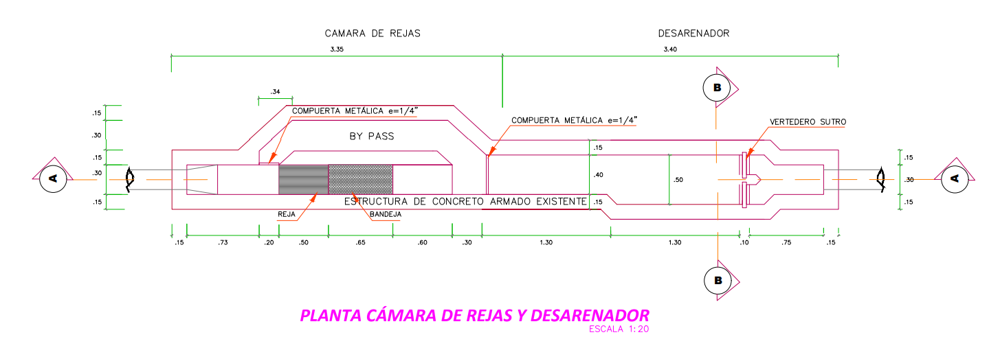 CAMARA DE REJAS
DESARENADOR
3.35
3.40
B
.34
COMPUERTA METÁLICA e=1/4"
COMPUERTA METÁLICA e=1/4"
VERTEDERO SUTRO
.15
.30
.15
.30
.15
BY PASS
.15
.40
.15
.50
.15
.30
.15
A
A
ESTRUCTURA DE CONCRETO ARMADO EXISTENTE
REJA
BANDEJA
.15
.73
.20
.50
.65
.60
.30
1.30
1.30
.10
.75
.15
B
PLANTA CÁMARA DE REJAS Y DESARENADOR
ESCALA 1:20